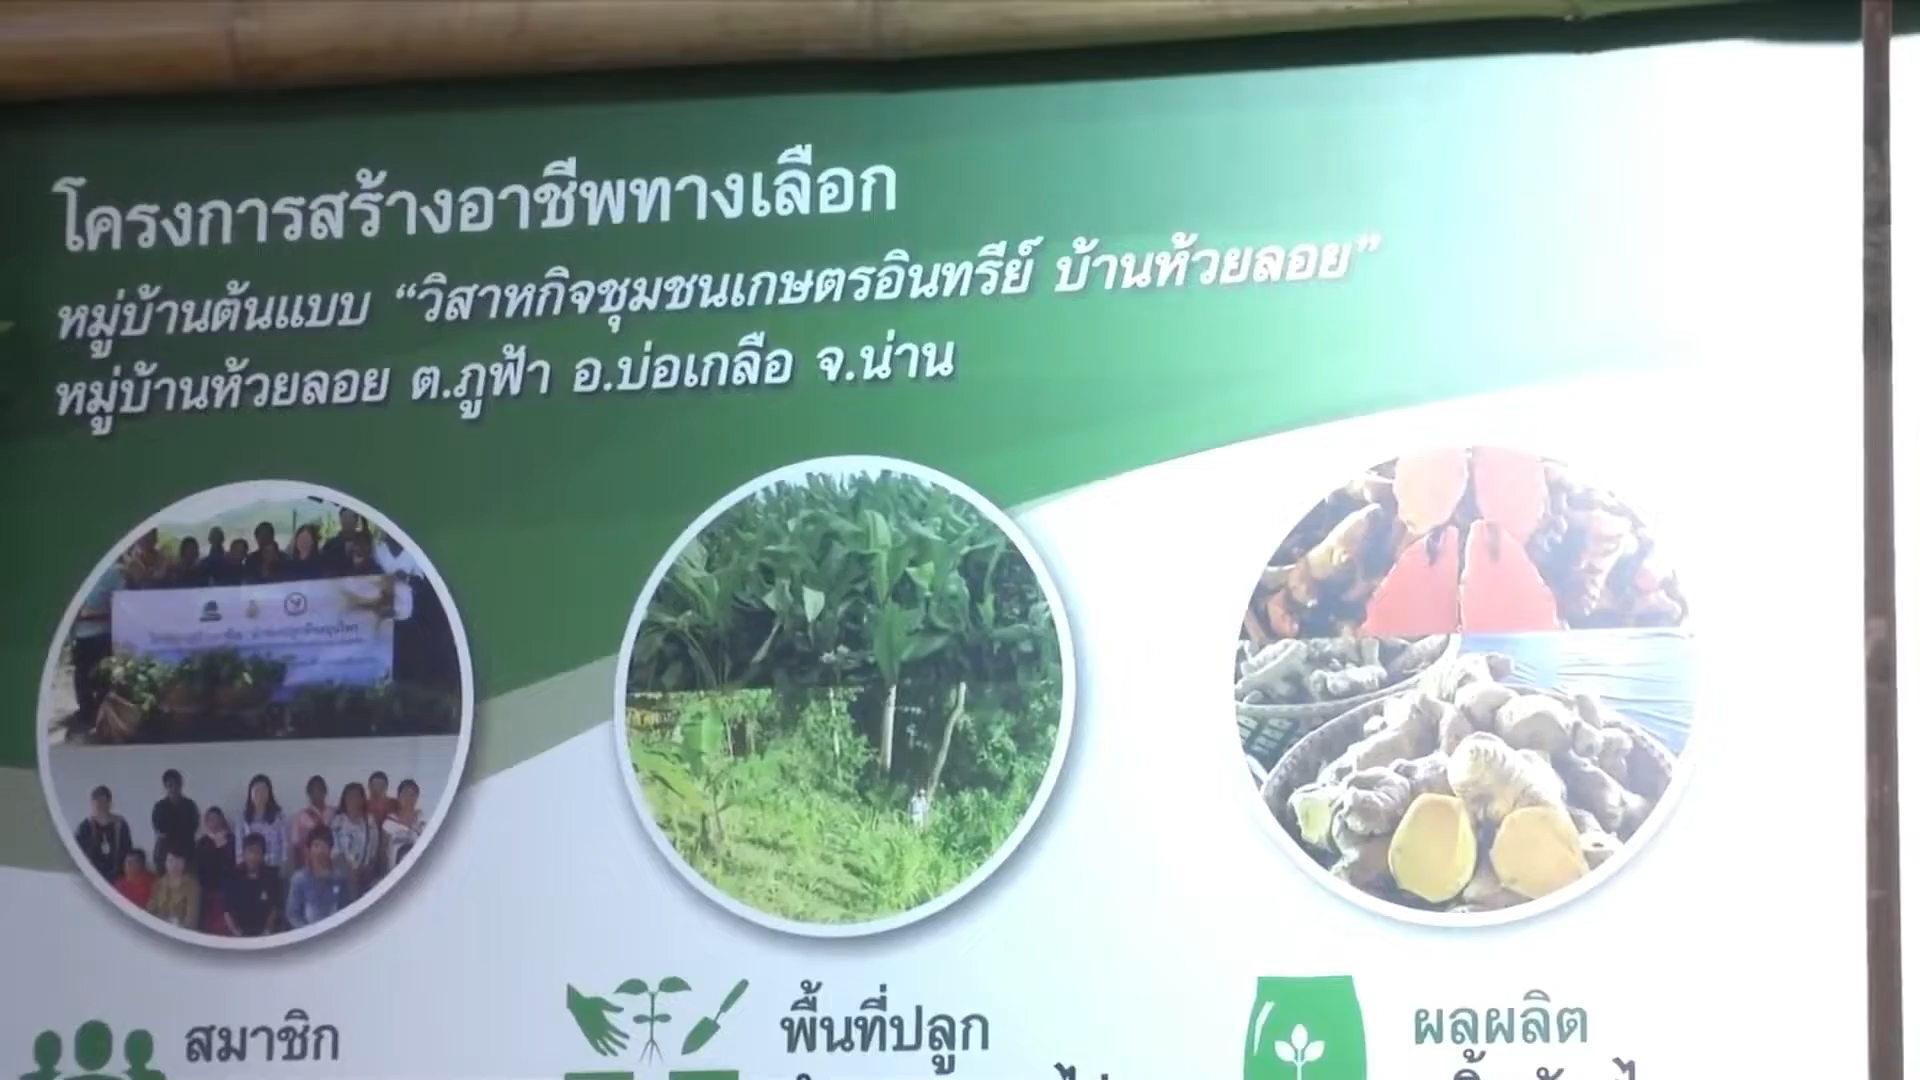 โครงการสร้างอาชีพทางเลือก
หมู่บ้านต้นแบบ “วิสาหกิจชุมชนเกษตรอินทรีย์ บ้านห้วยลอย”
หมู่บ้านห้วยลอย ต.ภูฟ้า อ.บ่อเกลือ จ.น่าน
สมาชิก
พื้นที่ปลูก
ผลผลิต